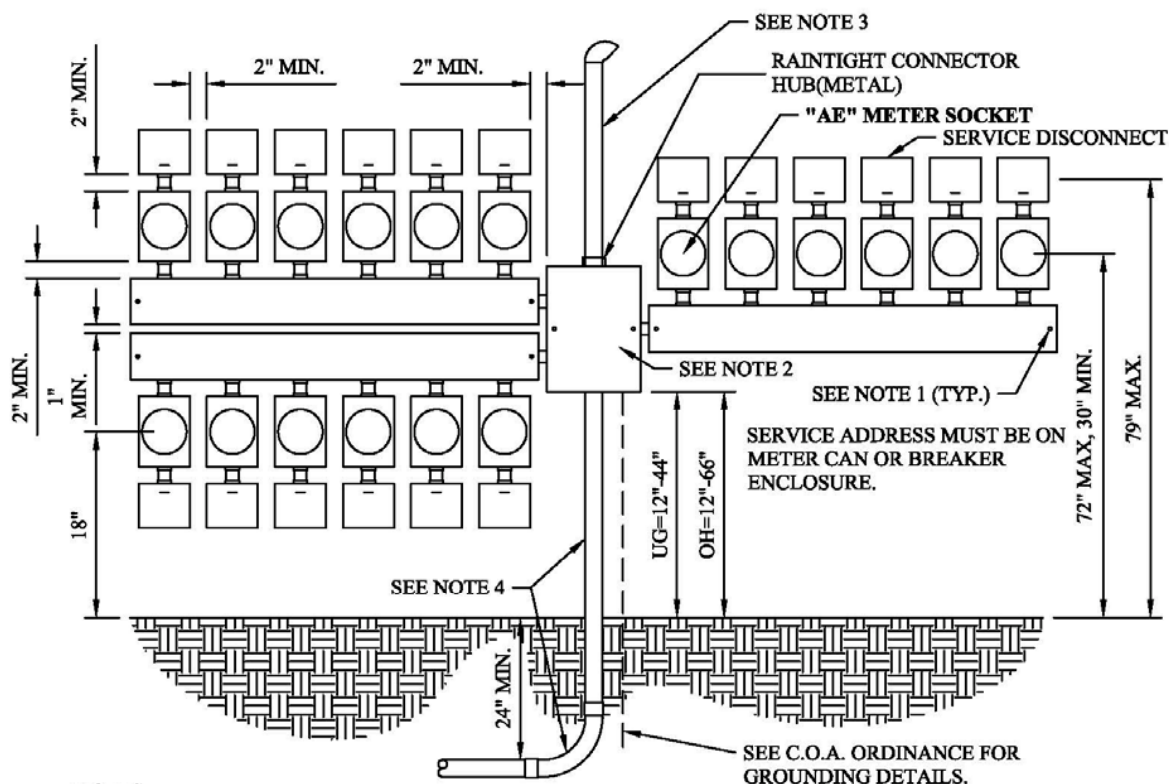 SEE NOTE 3
2" MIN.
2" MIN.
2" MIN.
RAINTIGHT CONNECTOR
HUB(METAL)
"AE" METER SOCKET
SERVICE DISCONNECT
SEE NOTE 2
SEE NOTE 1 (TYP.)
SERVICE ADDRESS MUST BE ON
METER CAN OR BREAKER
ENCLOSURE.
2" MIN.
1"
MIN.
18"
UG=12"-44"
OH=12"-66"
72" MAX, 30" MIN.
79" MAX.
SEE NOTE 4
24" MIN.
SEE C.O.A. ORDINANCE FOR
GROUNDING DETAILS.